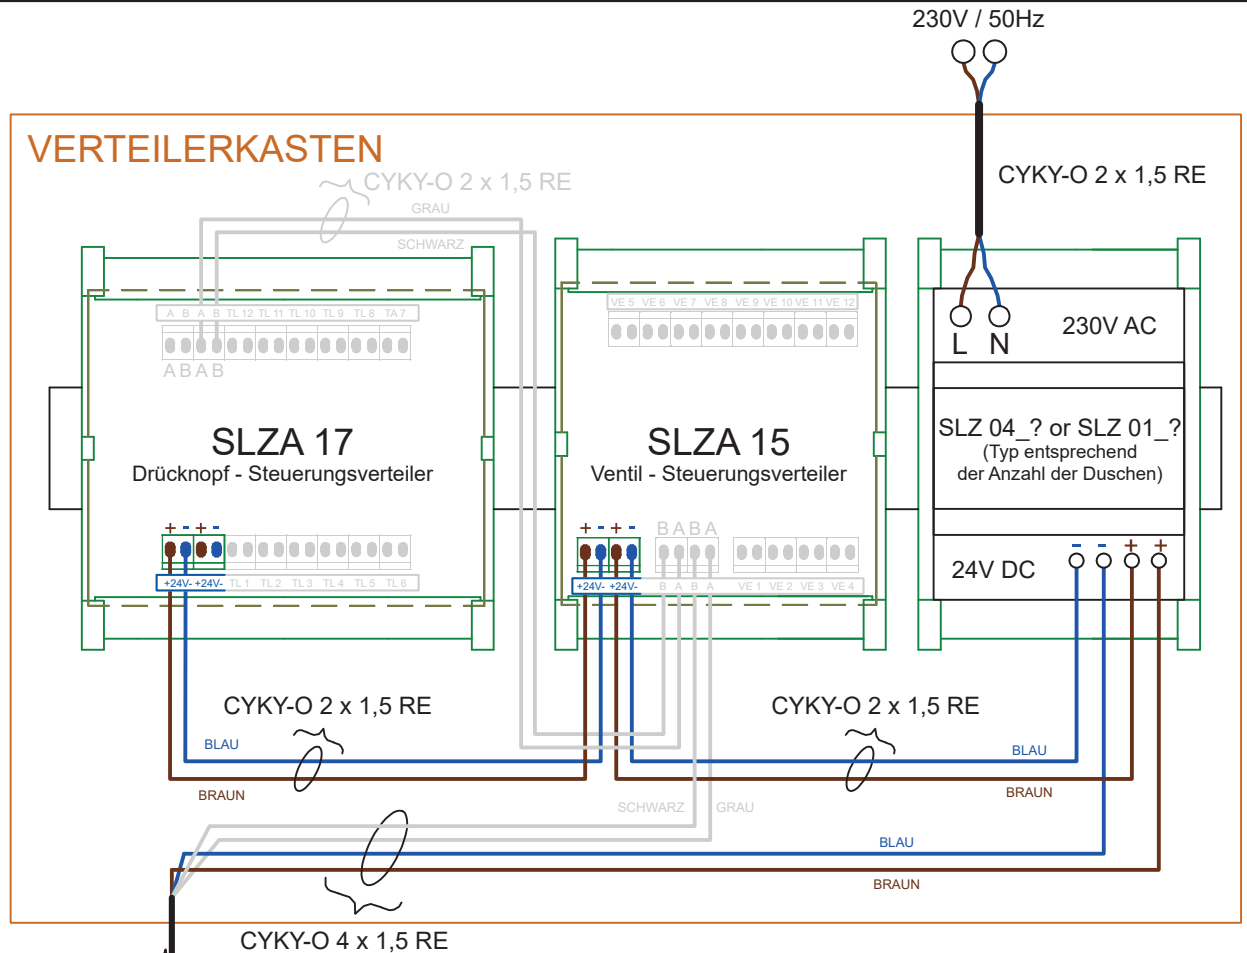 230V / 50Hz
VERTEILERKASTEN
CYKY-O 2 x 1,5 RE
CYKY-O 2 x 1,5 RE
GRAU
SCHWARZ
A B A B TL 12 TL 11 TL 10 TL 9 TL 8 TA 7
A B A B
VE 5 VE 6 VE 7 VE 8 VE 9 VE 10 VE 11 VE 12
L N
230V AC
SLZA 17
Drücknopf - Steuerungsverteiler
SLZA 15
Ventil - Steuerungsverteiler
SLZ 04_? or SLZ 01_?
(Typ entsprechend
der Anzahl der Duschen)
+ - + -
+24V- +24V- TL 1 TL 2 TL 3 TL 4 TL 5 TL 6
+ - + -
B A B A
+24V- +24V- B A B A VE 1 VE 2 VE 3 VE 4
- - + +
24V DC
CYKY-O 2 x 1,5 RE
CYKY-O 2 x 1,5 RE
BLAU
BLAU
BRAUN
BRAUN
SCHWARZ
GRAU
BLAU
BRAUN
CYKY-O 4 x 1,5 RE